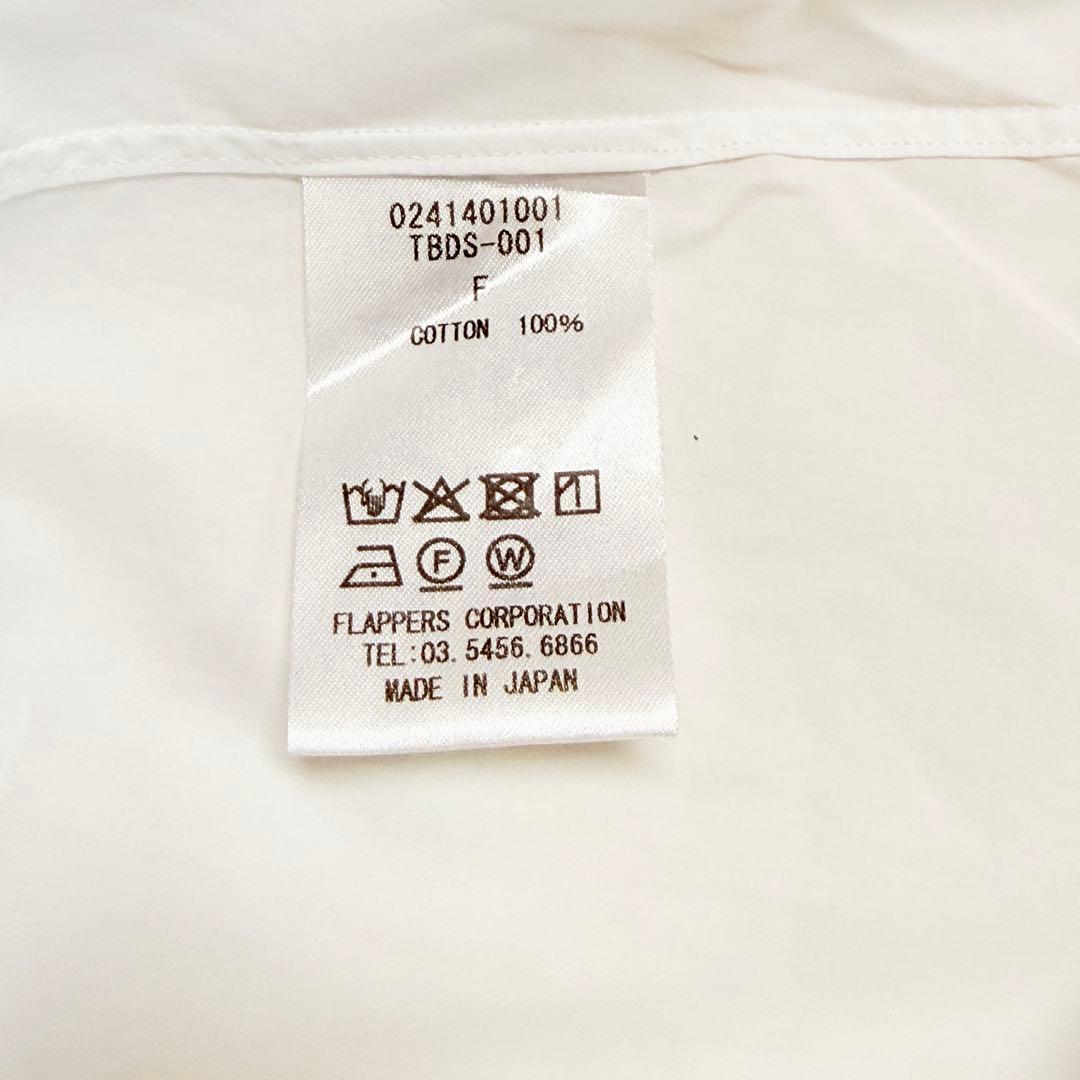 0241401001
TBDS-001
F
COTTON 100%
F W
FLAPPERS CORPORATION
TEL:03.5456.6866
MADE IN JAPAN